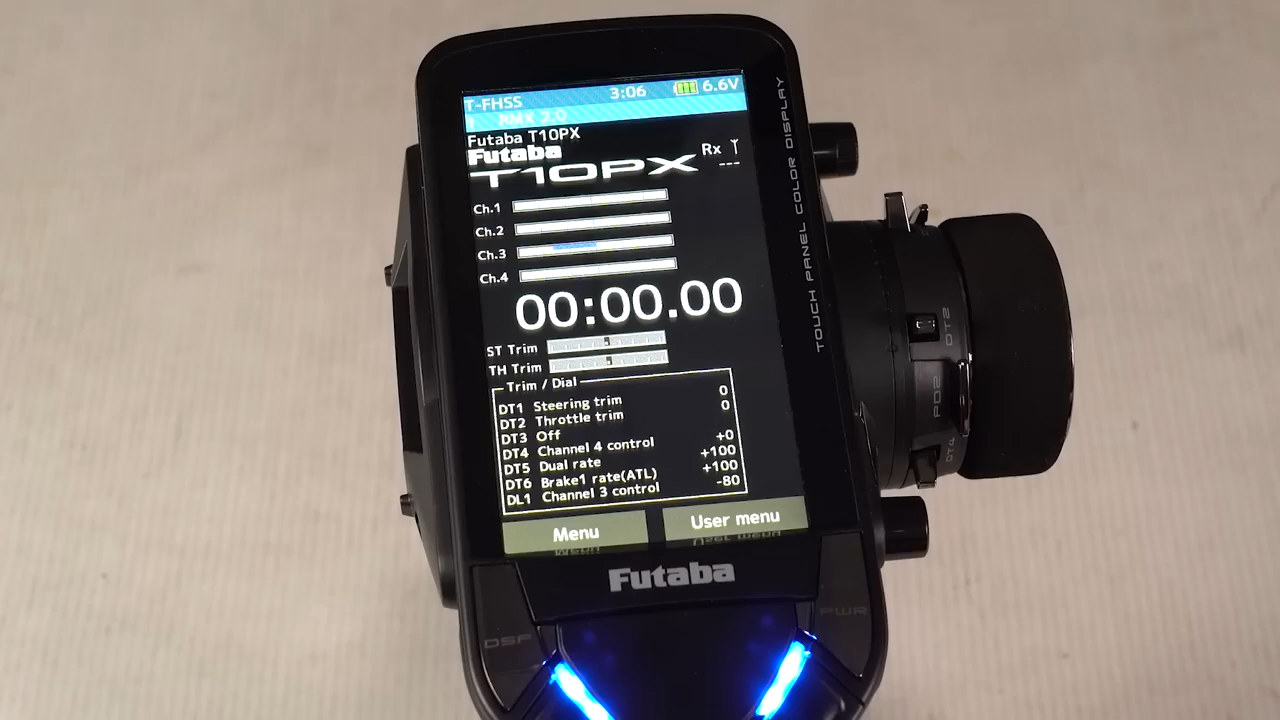 T-FHSS 3:06 6.6V
1 RMX 2.0
Futaba T10PX
Futaba
T10PX
Rx
---
Ch.1
Ch.2
Ch.3
Ch.4
00:00.00
ST Trim
TH Trim
Trim / Dial
DT1 Steering trim 0
DT2 Throttle trim 0
DT3 Off
DT4 Channel 4 control +0
DT5 Dual rate +100
DT6 Brake1 rate(ATL) +100
DL1 Channel 3 control -80
Menu User menu
Futaba
DSP
PWR
TOUCH PANEL COLOR DISPLAY
DT2
PD2
DT4